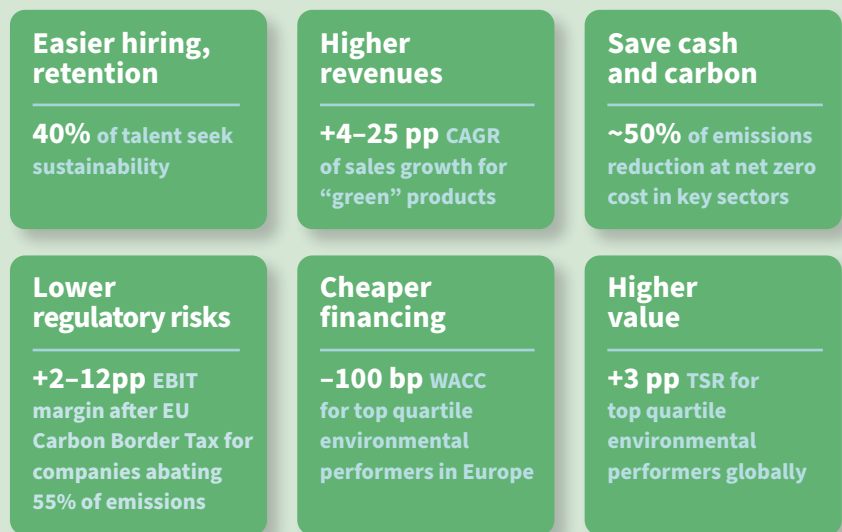 Easier hiring,
retention
40% of talent seek
sustainability
Higher
revenues
+4–25 pp CAGR
of sales growth for
“green” products
Save cash
and carbon
~50% of emissions
reduction at net zero
cost in key sectors
Lower
regulatory risks
+2–12pp EBIT
margin after EU
Carbon Border Tax for
companies abating
55% of emissions
Cheaper
financing
–100 bp WACC
for top quartile
environmental
performers in Europe
Higher
value
+3 pp TSR for
top quartile
environmental
performers globally